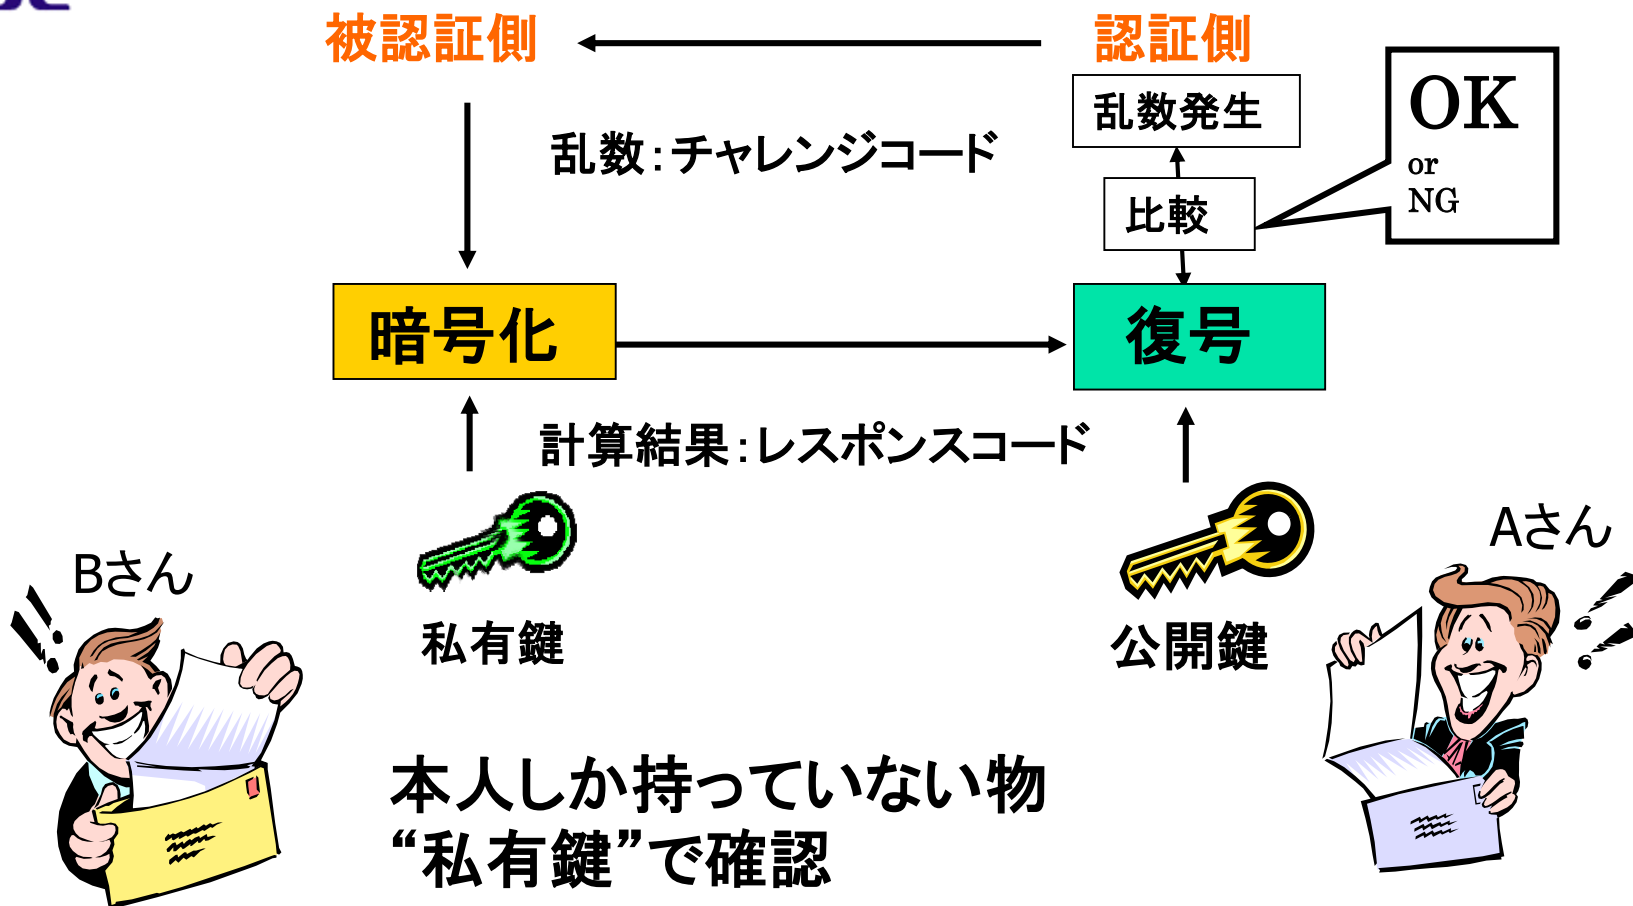 被認証側
認証側
乱数発生
OK
or
NG
乱数：チャレンジコード
比較
暗号化
復号
計算結果：レスポンスコード
Aさん
Bさん
私有鍵
公開鍵
本人しか持っていない物
“私有鍵”で確認